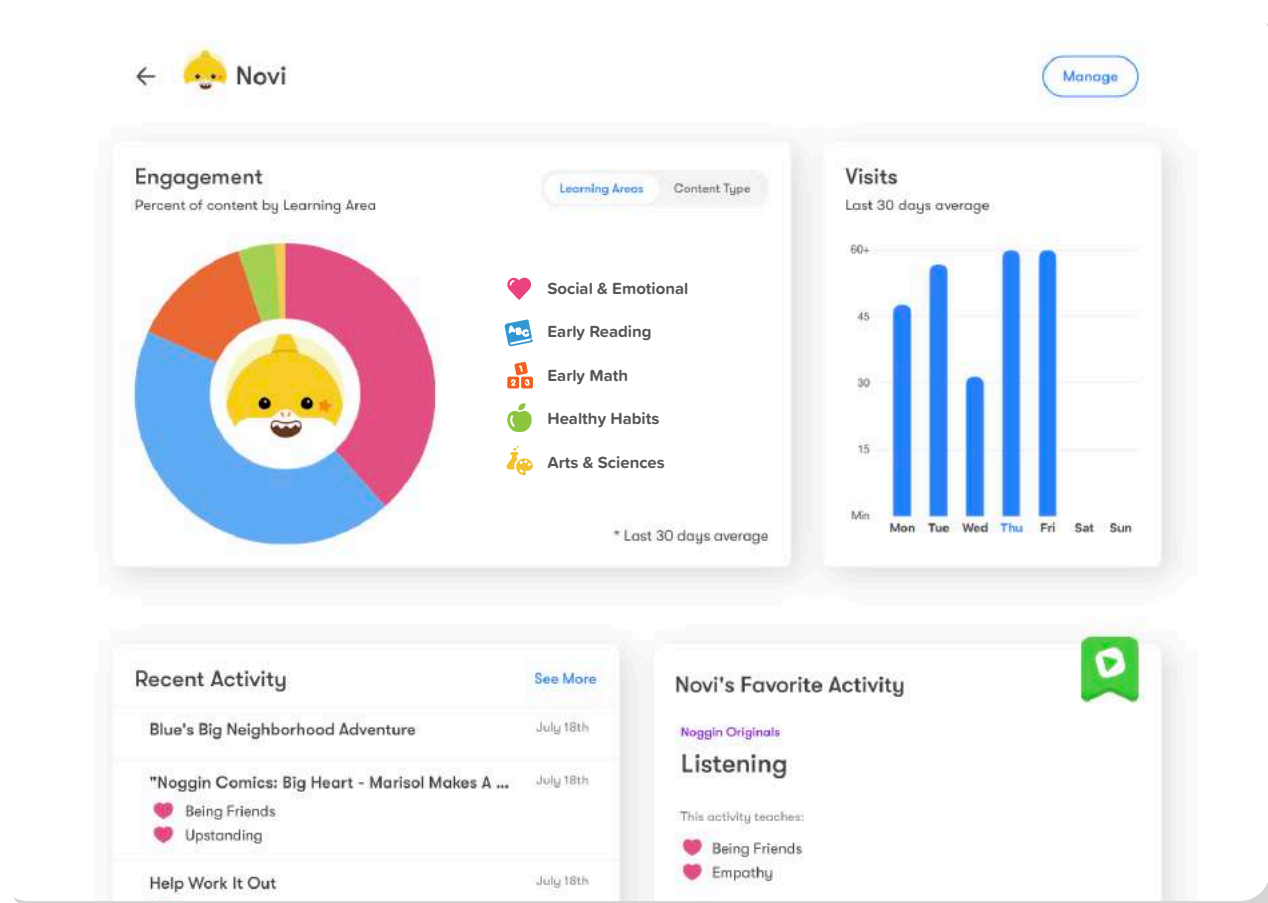 Novi
Manage
Engagement
Percent of content by Learning Area
Learning Areas
Content Type
Social & Emotional
ABC
Early Reading
1
2 3
Early Math
Healthy Habits
Arts & Sciences
* Last 30 days average
Visits
Last 30 days average
60+
45
30
15
Min
Mon Tue Wed Thu Fri Sat Sun
Recent Activity
See More
Blue's Big Neighborhood Adventure
July 18th
"Noggin Comics: Big Heart - Marisol Makes A ...
July 18th
Being Friends
Upstanding
Help Work It Out
July 18th
Novi's Favorite Activity
Noggin Originals
Listening
This activity teaches:
Being Friends
Empathy